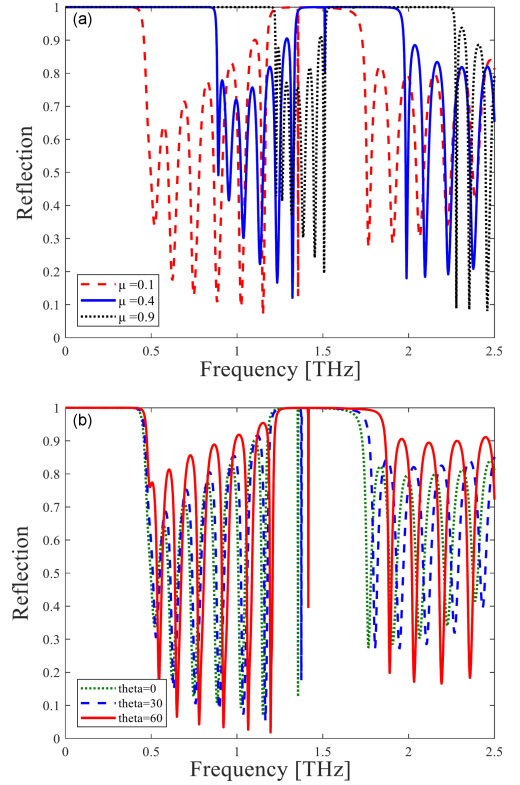 (a)
1
0.9
0.8
0.7
0.6
0.5
0.4
0.3
0.2
0.1
0
Reflection
μ =0.1
μ =0.4
μ =0.9
0 0.5 1 1.5 2 2.5
Frequency [THz]
(b)
1
0.9
0.8
0.7
0.6
0.5
0.4
0.3
0.2
0.1
0
Reflection
theta=0
theta=30
theta=60
0 0.5 1 1.5 2 2.5
Frequency [THz]